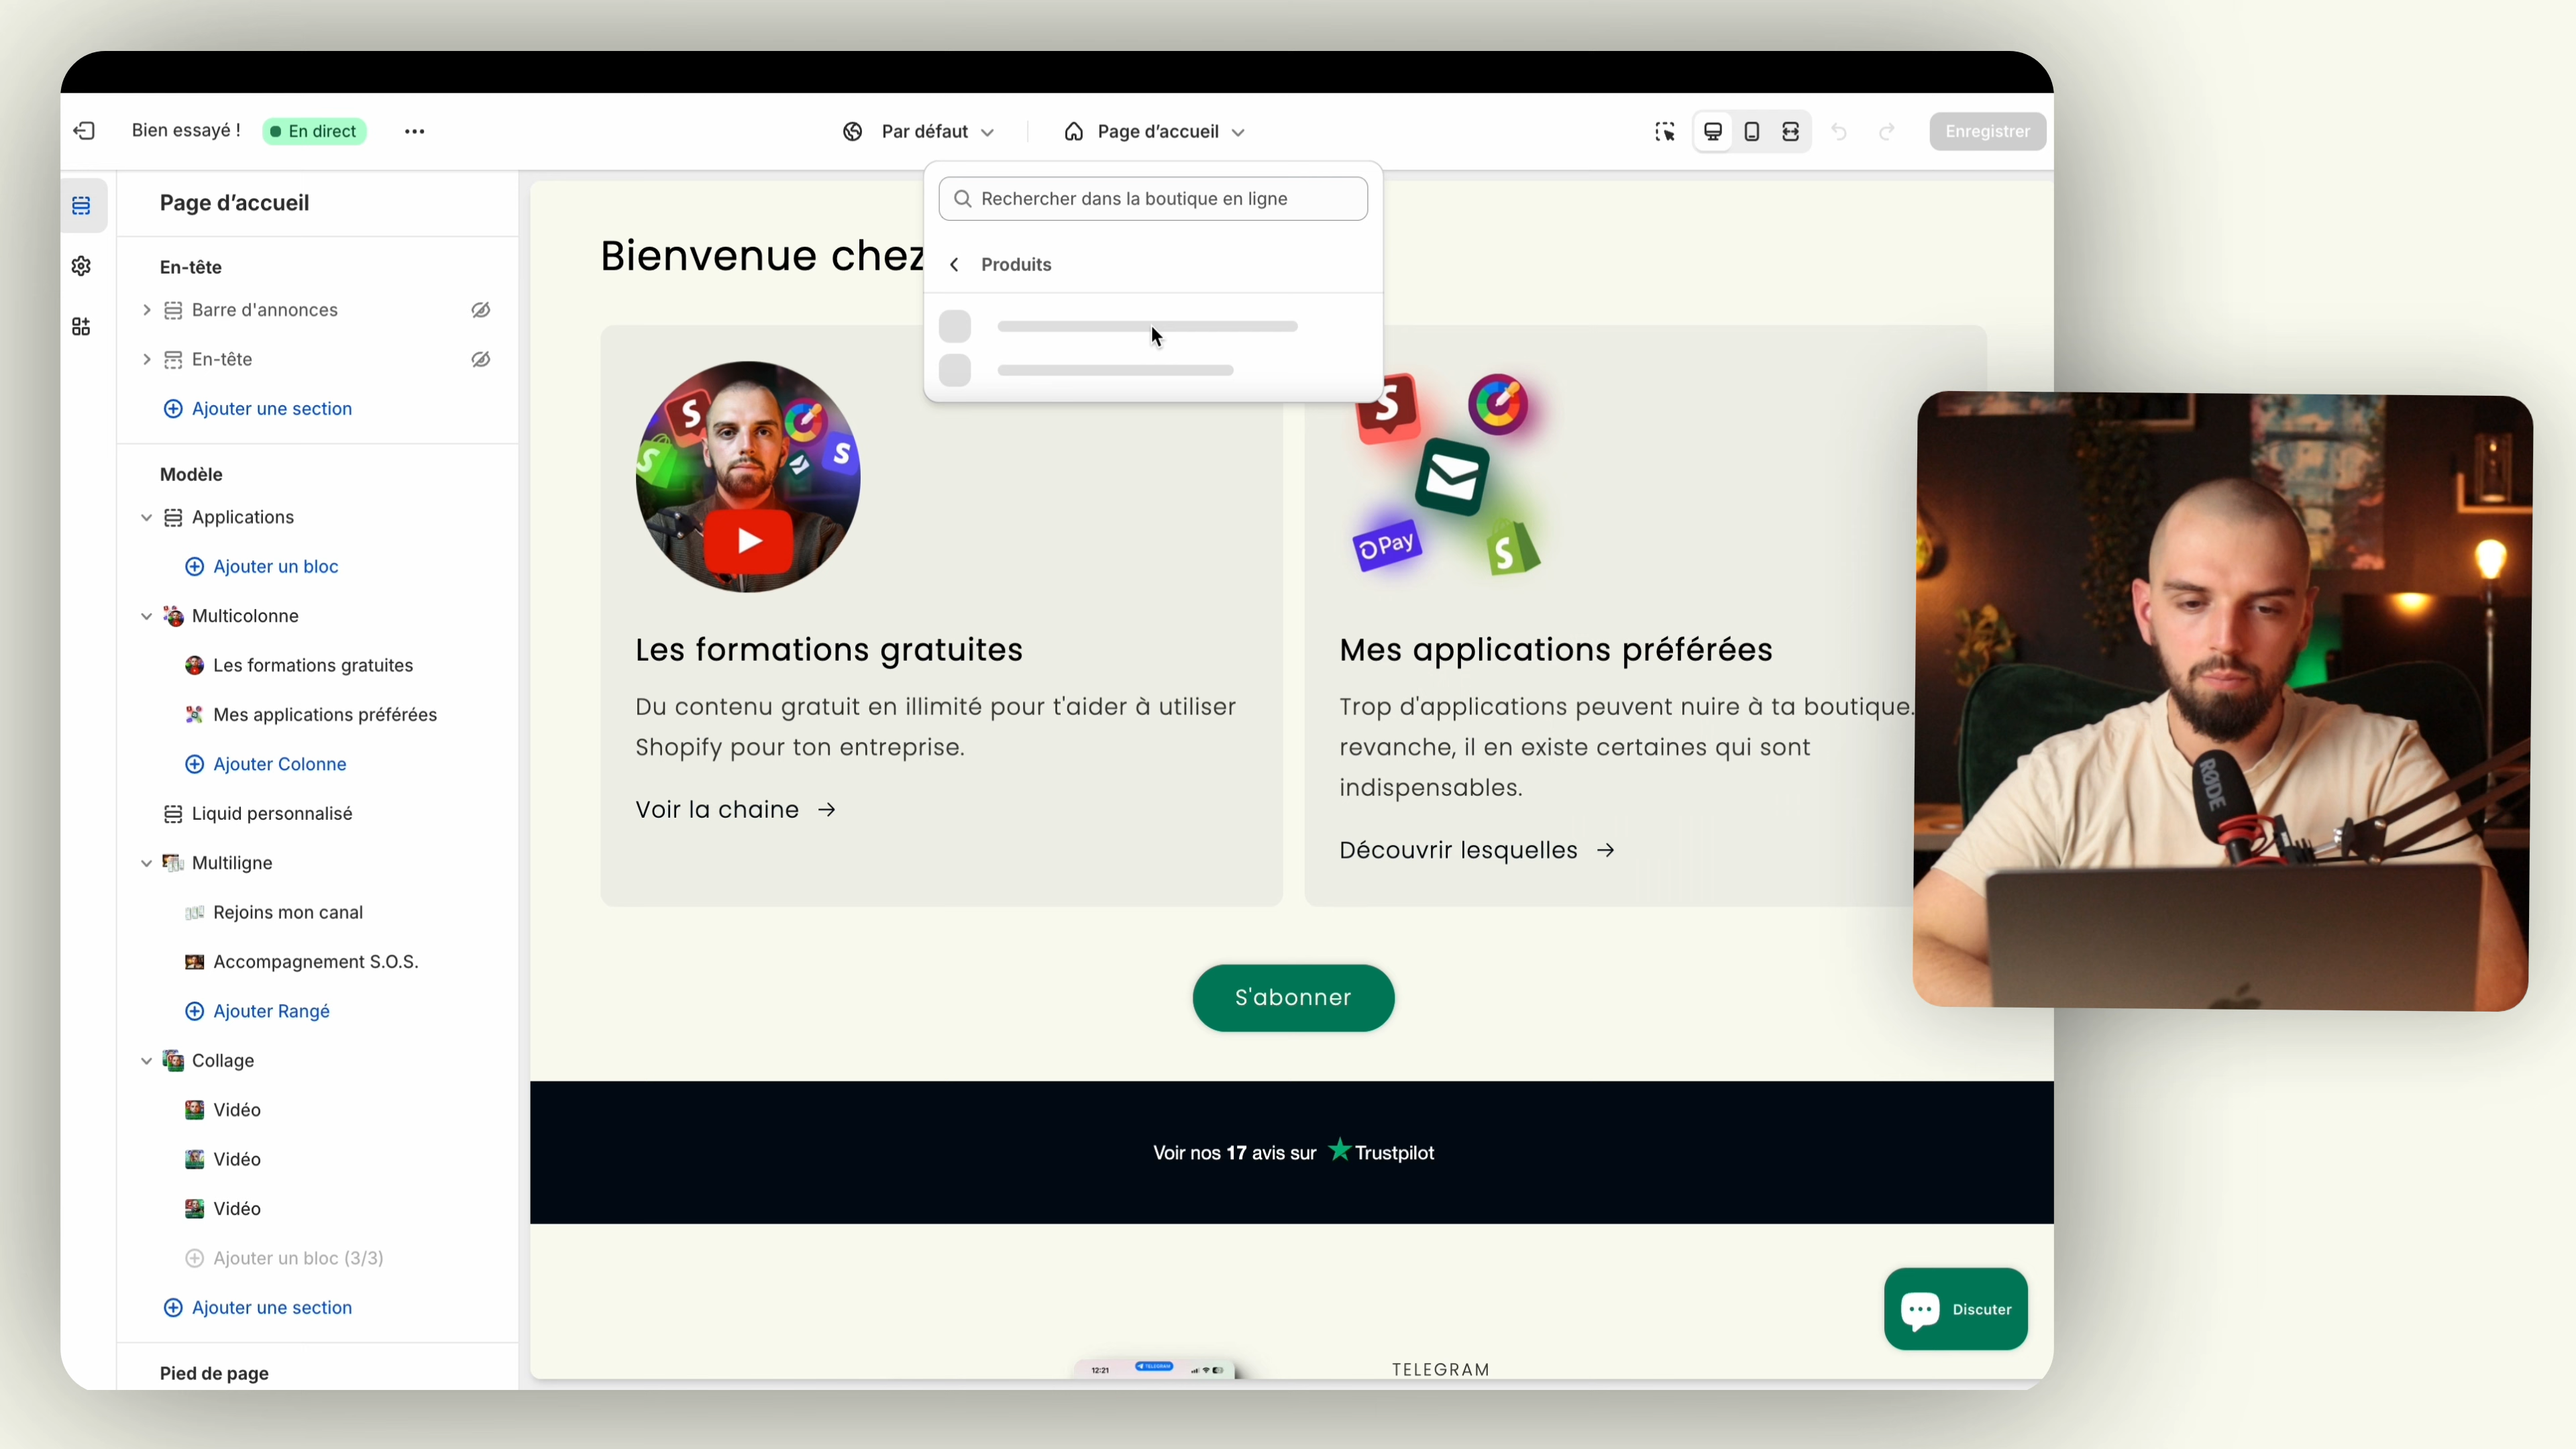 Bien essayé !
En direct
Par défaut
Page d’accueil
Enregistrer
Page d’accueil
En-tête
Barre d'annonces
En-tête
Ajouter une section
Modèle
Applications
Ajouter un bloc
Multicolonne
Les formations gratuites
Mes applications préférées
Ajouter Colonne
Liquid personnalisé
Multiligne
Rejoins mon canal
Accompagnement S.O.S.
Ajouter Rangé
Collage
Vidéo
Vidéo
Vidéo
Ajouter un bloc (3/3)
Ajouter une section
Pied de page
Rechercher dans la boutique en ligne
Produits
Bienvenue chez
S
S
S
Les formations gratuites
Du contenu gratuit en illimité pour t'aider à utiliser
Shopify pour ton entreprise.
Voir la chaine
S
Pay
S
Mes applications préférées
Trop d'applications peuvent nuire à ta boutique.
revanche, il en existe certaines qui sont
indispensables.
Découvrir lesquelles
S'abonner
Voir nos 17 avis sur Trustpilot
Discuter
12:21
TELEGRAM
TELEGRAM
RØDE